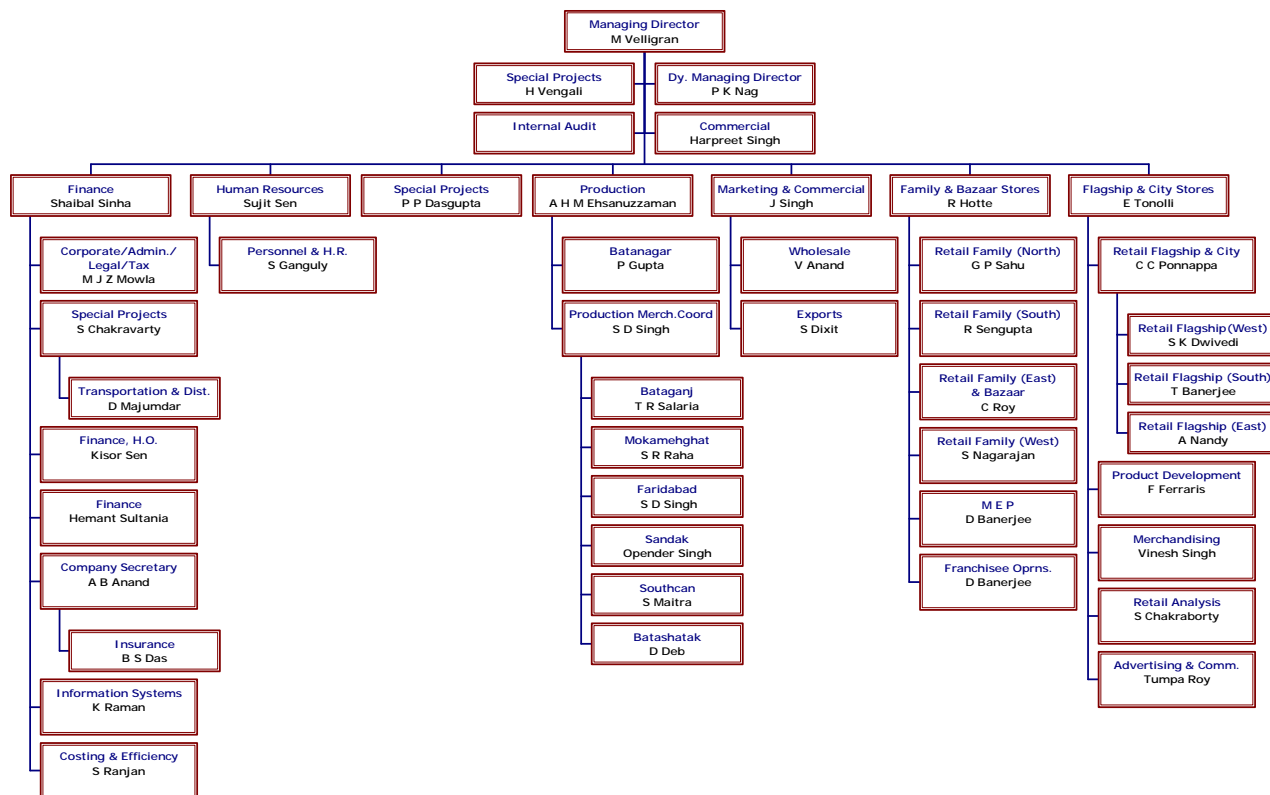 Managing Director
M Velligran
Special Projects
H Vengali
Dy. Managing Director
P K Nag
Internal Audit
Commercial
Harpreet Singh
Finance
Shaibal Sinha
Human Resources
Sujit Sen
Special Projects
P P Dasgupta
Production
A H M Ehsanuzzaman
Marketing & Commercial
J Singh
Family & Bazaar Stores
R Hotte
Flagship & City Stores
E Tonolli
Corporate/Admin./
Legal/Tax
M J Z Mowla
Special Projects
S Chakravarty
Transportation & Dist.
D Majumdar
Finance, H.O.
Kisor Sen
Finance
Hemant Sultania
Company Secretary
A B Anand
Insurance
B S Das
Information Systems
K Raman
Costing & Efficiency
S Ranjan
Personnel & H.R.
S Ganguly
Batanagar
P Gupta
Production Merch.Coord
S D Singh
Bataganj
T R Salaria
Mokamehghat
S R Raha
Faridabad
S D Singh
Sandak
Opender Singh
Southcan
S Maitra
Batashatak
D Deb
Wholesale
V Anand
Exports
S Dixit
Retail Family (North)
G P Sahu
Retail Family (South)
R Sengupta
Retail Family (East)
& Bazaar
C Roy
Retail Family (West)
S Nagarajan
M E P
D Banerjee
Franchisee Oprns.
D Banerjee
Retail Flagship & City
C C Ponnappa
Retail Flagship(West)
S K Dwivedi
Retail Flagship (South)
T Banerjee
Retail Flagship (East)
A Nandy
Product Development
F Ferraris
Merchandising
Vinesh Singh
Retail Analysis
S Chakraborty
Advertising & Comm.
Tumpa Roy